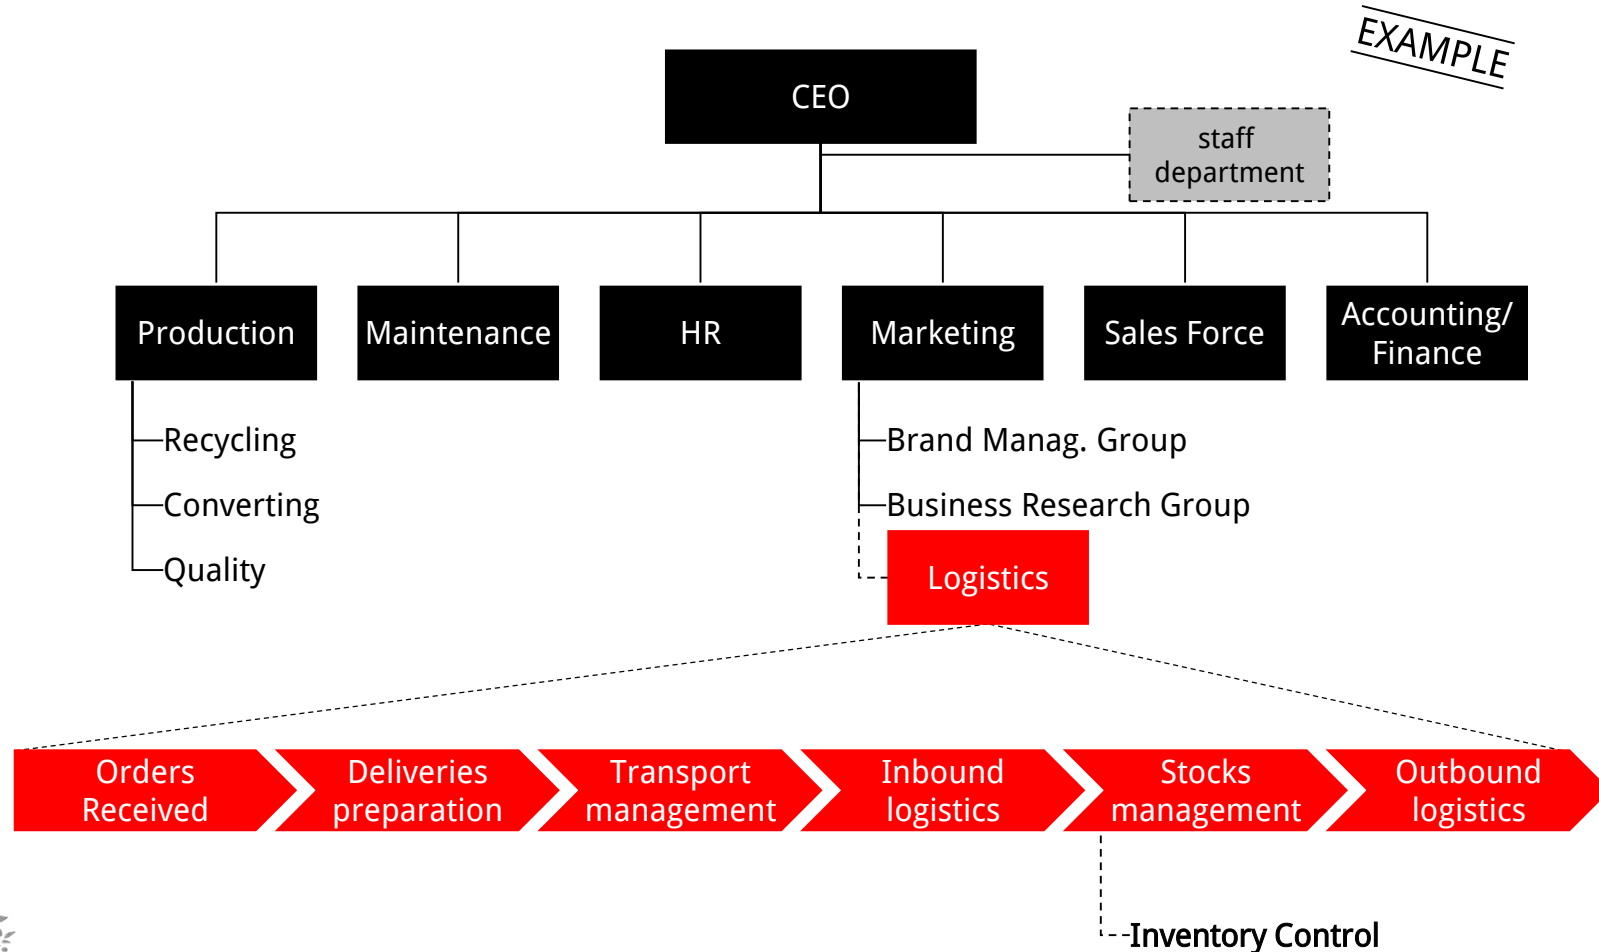 EXAMPLE
CEO
staff
department
Production
Maintenance
HR
Marketing
Sales Force
Accounting/
Finance
Recycling
Converting
Quality
Brand Manag. Group
Business Research Group
Logistics
Orders
Received
Deliveries
preparation
Transport
management
Inbound
logistics
Stocks
management
Outbound
logistics
Inventory Control